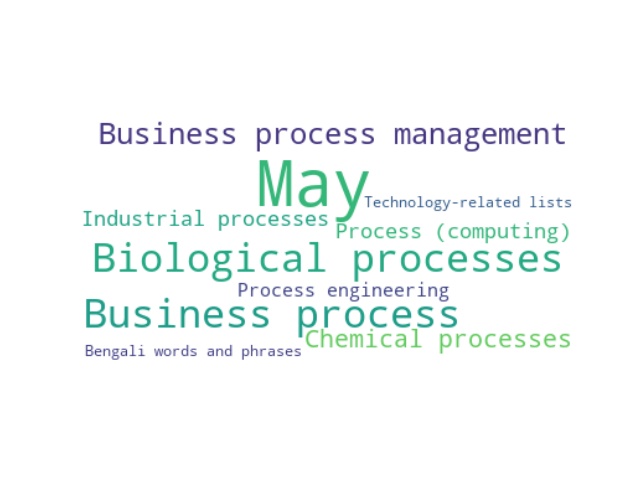 Business process management
May
Technology-related lists
Industrial processes
Process (computing)
Biological processes
Process engineering
Business process
Chemical processes
Bengali words and phrases